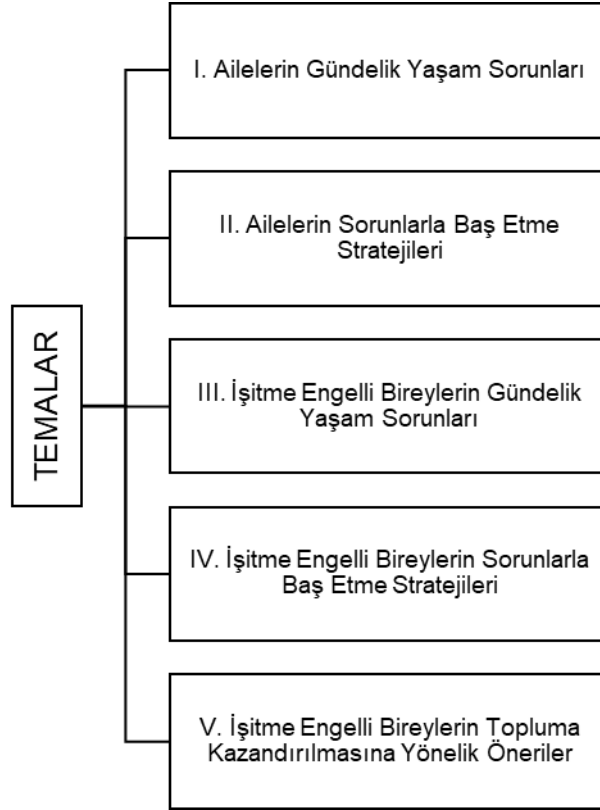 TEMALAR
I. Ailelerin Gündelik Yaşam Sorunları
II. Ailelerin Sorunlarla Baş Etme
Stratejileri
III. İşitme Engelli Bireylerin Gündelik
Yaşam Sorunları
IV. İşitme Engelli Bireylerin Sorunlarla
Baş Etme Stratejileri
V. İşitme Engelli Bireylerin Topluma
Kazandırılmasına Yönelik Öneriler